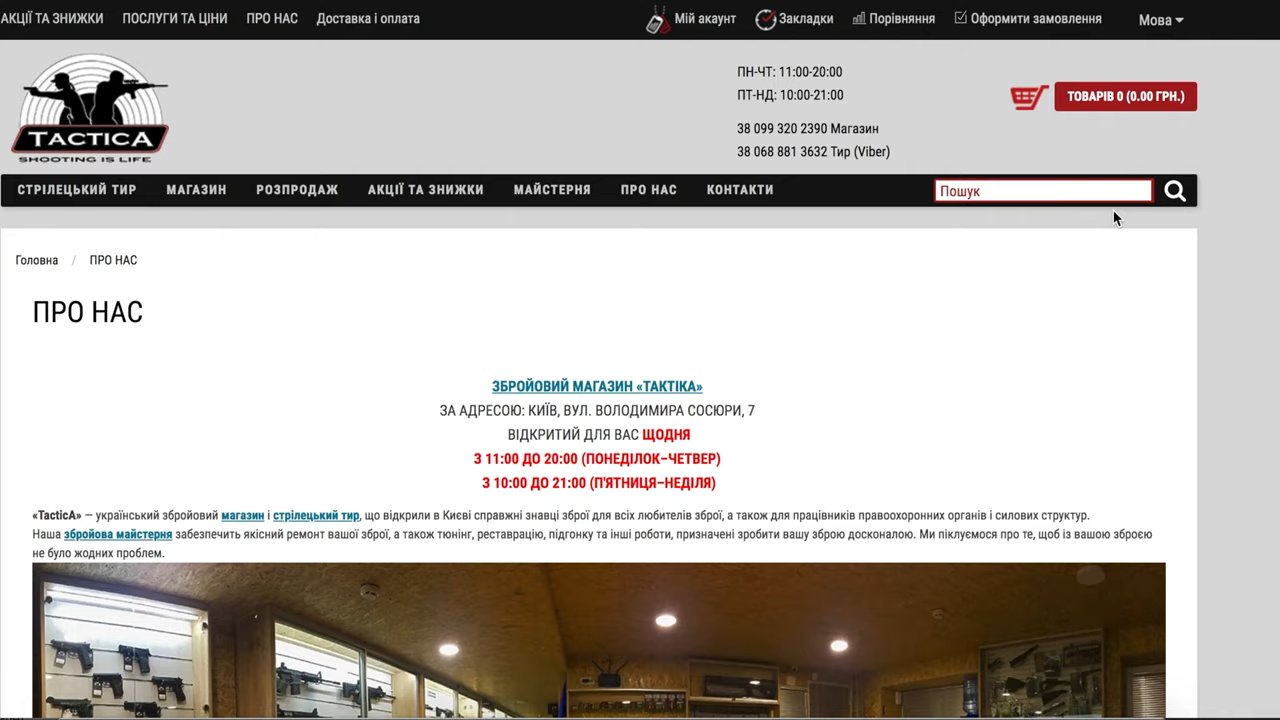 АКЦІЇ ТА ЗНИЖКИ ПОСЛУГИ ТА ЦІНИ ПРО НАС Доставка і оплата Мій акаунт Закладки Порівняння Оформити замовлення Мова
ПН-ЧТ: 11:00-20:00
ПТ-НД: 10:00-21:00
38 099 320 2390 Магазин
38 068 881 3632 Тир (Viber)
ТОВАРІВ 0 (0.00 ГРН.)
TACTICA
SHOOTING IS LIFE
СТРІЛЕЦЬКИЙ ТИР МАГАЗИН РОЗПРОДАЖ АКЦІЇ ТА ЗНИЖКИ МАЙСТЕРНЯ ПРО НАС КОНТАКТИ Пошук
Головна / ПРО НАС
ПРО НАС
ЗБРОЙОВИЙ МАГАЗИН «ТАКТІКА»
ЗА АДРЕСОЮ: КИЇВ, ВУЛ. ВОЛОДИМИРА СОСЮРИ, 7
ВІДКРИТИЙ ДЛЯ ВАС ЩОДНЯ
З 11:00 ДО 20:00 (ПОНЕДІЛОК–ЧЕТВЕР)
З 10:00 ДО 21:00 (П'ЯТНИЦЯ–НЕДІЛЯ)
«TacticA» — український збройовий магазин і стрілецький тир, що відкрили в Києві справжні знавці зброї для всіх любителів зброї, а також для працівників правоохоронних органів і силових структур.
Наша збройова майстерня забезпечить якісний ремонт вашої зброї, а також тюнінг, реставрацію, підгонку та інші роботи, призначені зробити вашу зброю досконалою. Ми піклуємося про те, щоб із вашою зброєю
не було жодних проблем.